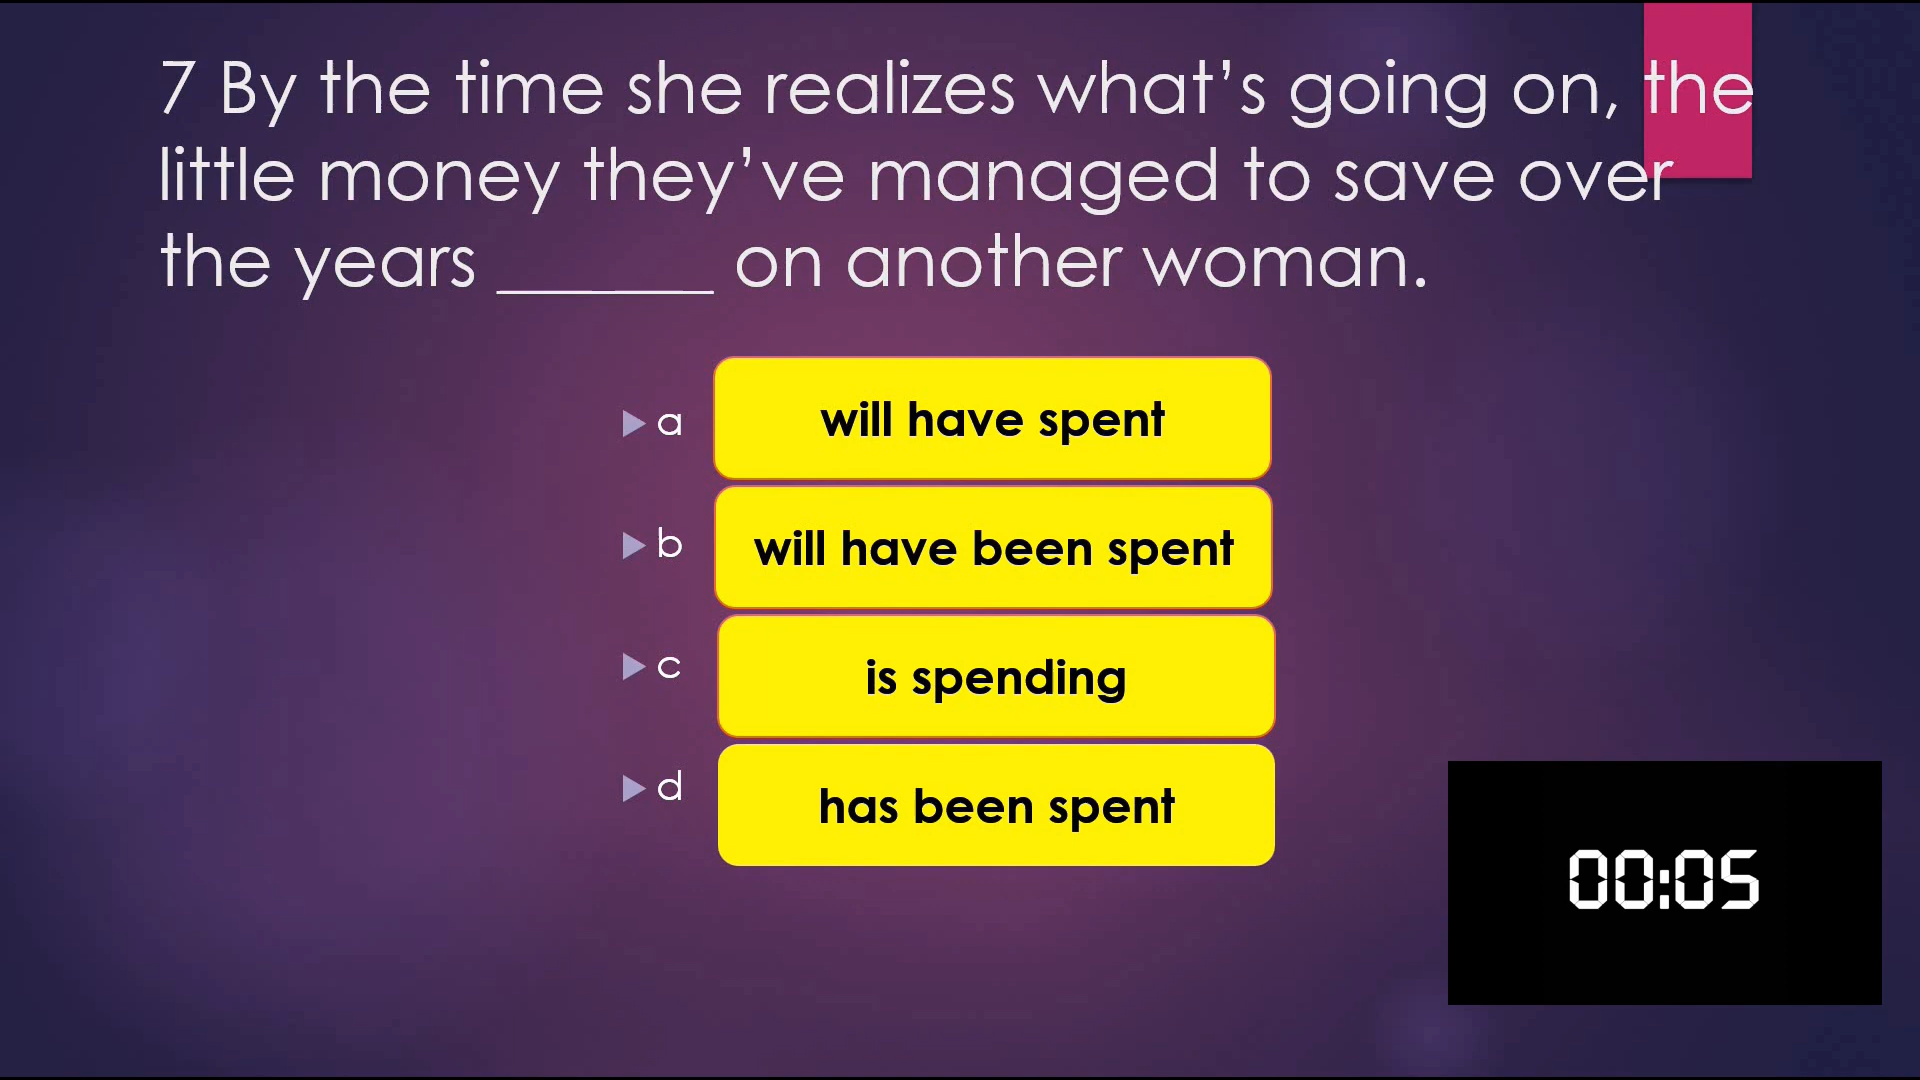 7 By the time she realizes what’s going on, the
little money they’ve managed to save over
the years ______ on another woman.
a will have spent
b will have been spent
c is spending
d has been spent
00:05